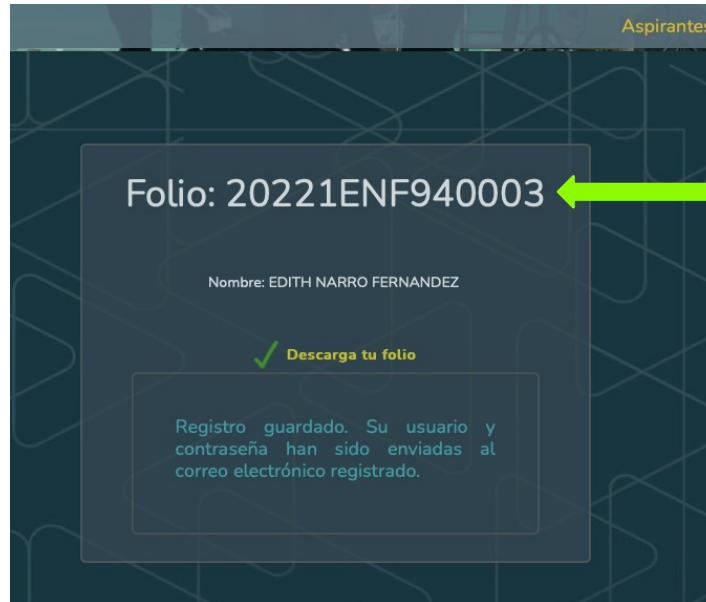 Aspirantes
Folio: 20221ENF940003
Nombre: EDITH NARRO FERNANDEZ
Descarga tu folio
Registro guardado. Su usuario y
contraseña han sido enviadas al
correo electrónico registrado.